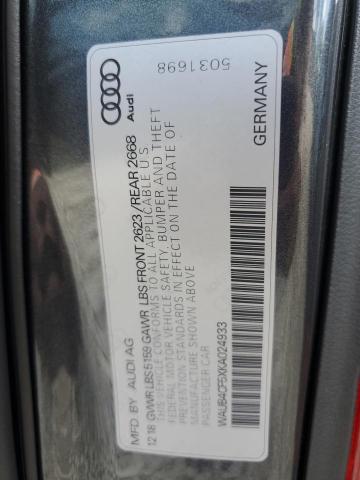 MFD BY AUDI AG
12.18 GVWR LBS 5159 GAWR LBS FRONT 2623 / REAR 2668
THIS VEHICLE CONFORMS TO ALL APPLICABLE U.S.
FEDERAL MOTOR VEHICLE SAFETY, BUMPER AND THEFT
PREVENTION STANDARDS IN EFFECT ON THE DATE OF
MANUFACTURE SHOWN ABOVE
PASSENGER CAR
WAUB4CF5XKA024933
GERMANY
Audi
5031698